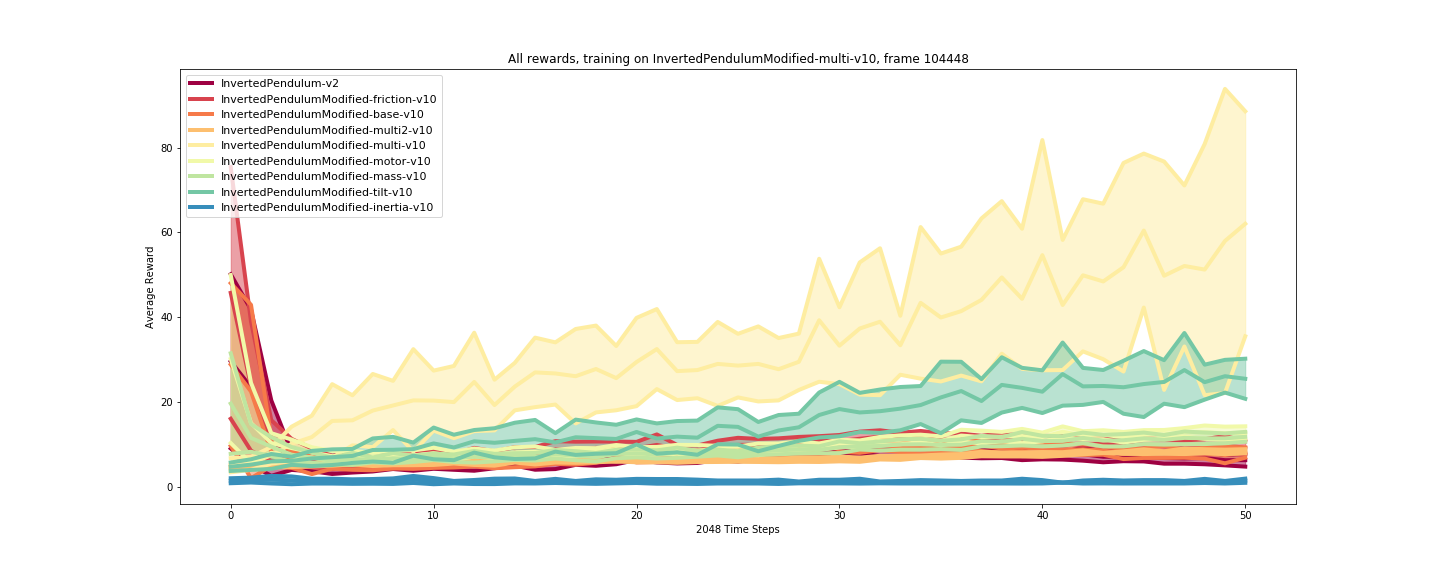 All rewards, training on InvertedPendulumModified-multi-v10, frame 104448
InvertedPendulum-v2
InvertedPendulumModified-friction-v10
InvertedPendulumModified-base-v10
InvertedPendulumModified-multi2-v10
InvertedPendulumModified-multi-v10
InvertedPendulumModified-motor-v10
InvertedPendulumModified-mass-v10
InvertedPendulumModified-tilt-v10
InvertedPendulumModified-inertia-v10
Average Reward
80
60
40
20
0
0 10 20 30 40 50
2048 Time Steps